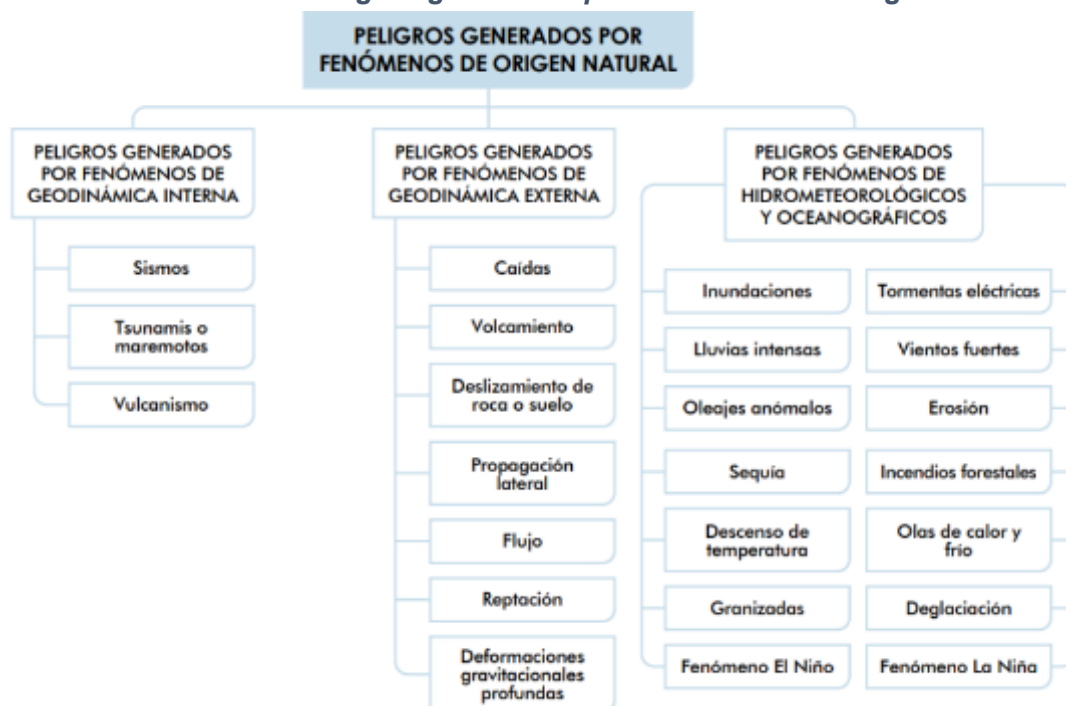 PELIGROS GENERADOS POR
FENÓMENOS DE ORIGEN NATURAL
PELIGROS GENERADOS
POR FENÓMENOS DE
GEODINÁMICA INTERNA
Sismos
Tsunamis o
maremotos
Vulcanismo
PELIGROS GENERADOS
POR FENÓMENOS DE
GEODINÁMICA EXTERNA
Caídas
Volcamiento
Deslizamiento de
roca o suelo
Propagación
lateral
Flujo
Reptación
Deformaciones
gravitacionales
profundas
PELIGROS GENERADOS
POR FENÓMENOS DE
HIDROMETEOROLÓGICOS
Y OCEANOGRÁFICOS
Inundaciones
Lluvias intensas
Oleajes anómalos
Sequía
Descenso de
temperatura
Granizadas
Fenómeno El Niño
Tormentas eléctricas
Vientos fuertes
Erosión
Incendios forestales
Olas de calor y
frío
Deglaciación
Fenómeno La Niña